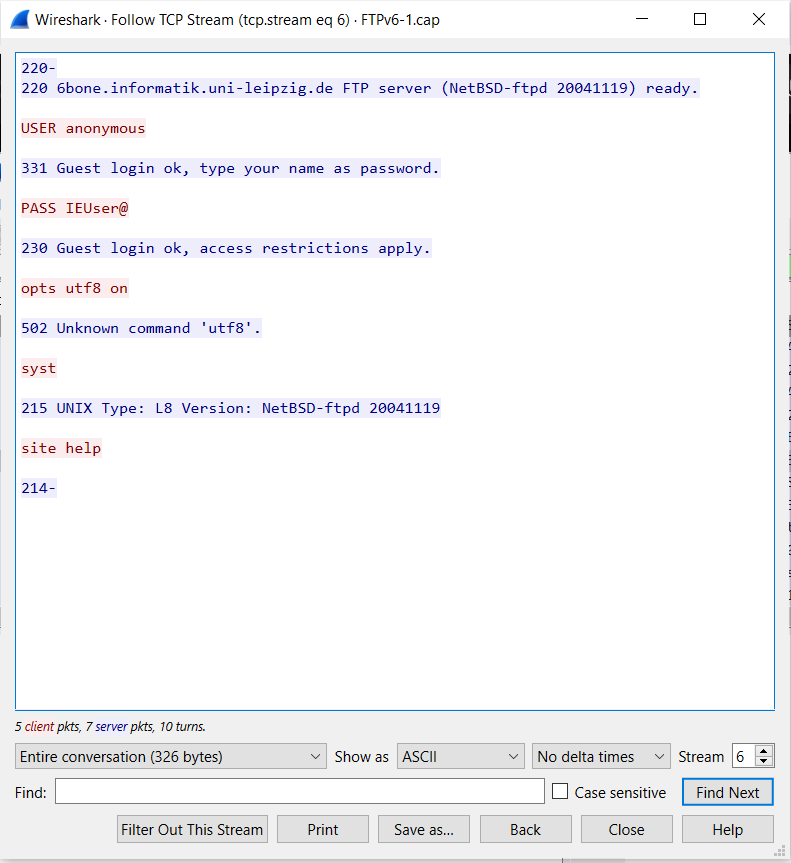 Wireshark · Follow TCP Stream (tcp.stream eq 6) · FTPv6-1.cap
220-
220 6bone.informatik.uni-leipzig.de FTP server (NetBSD-ftpd 20041119) ready.
USER anonymous
331 Guest login ok, type your name as password.
PASS IEUser@
230 Guest login ok, access restrictions apply.
opts utf8 on
502 Unknown command 'utf8'.
syst
215 UNIX Type: L8 Version: NetBSD-ftpd 20041119
site help
214-
5 client pkts, 7 server pkts, 10 turns.
Entire conversation (326 bytes) Show as ASCII No delta times Stream 6
Find: Case sensitive Find Next
Filter Out This Stream Print Save as... Back Close Help